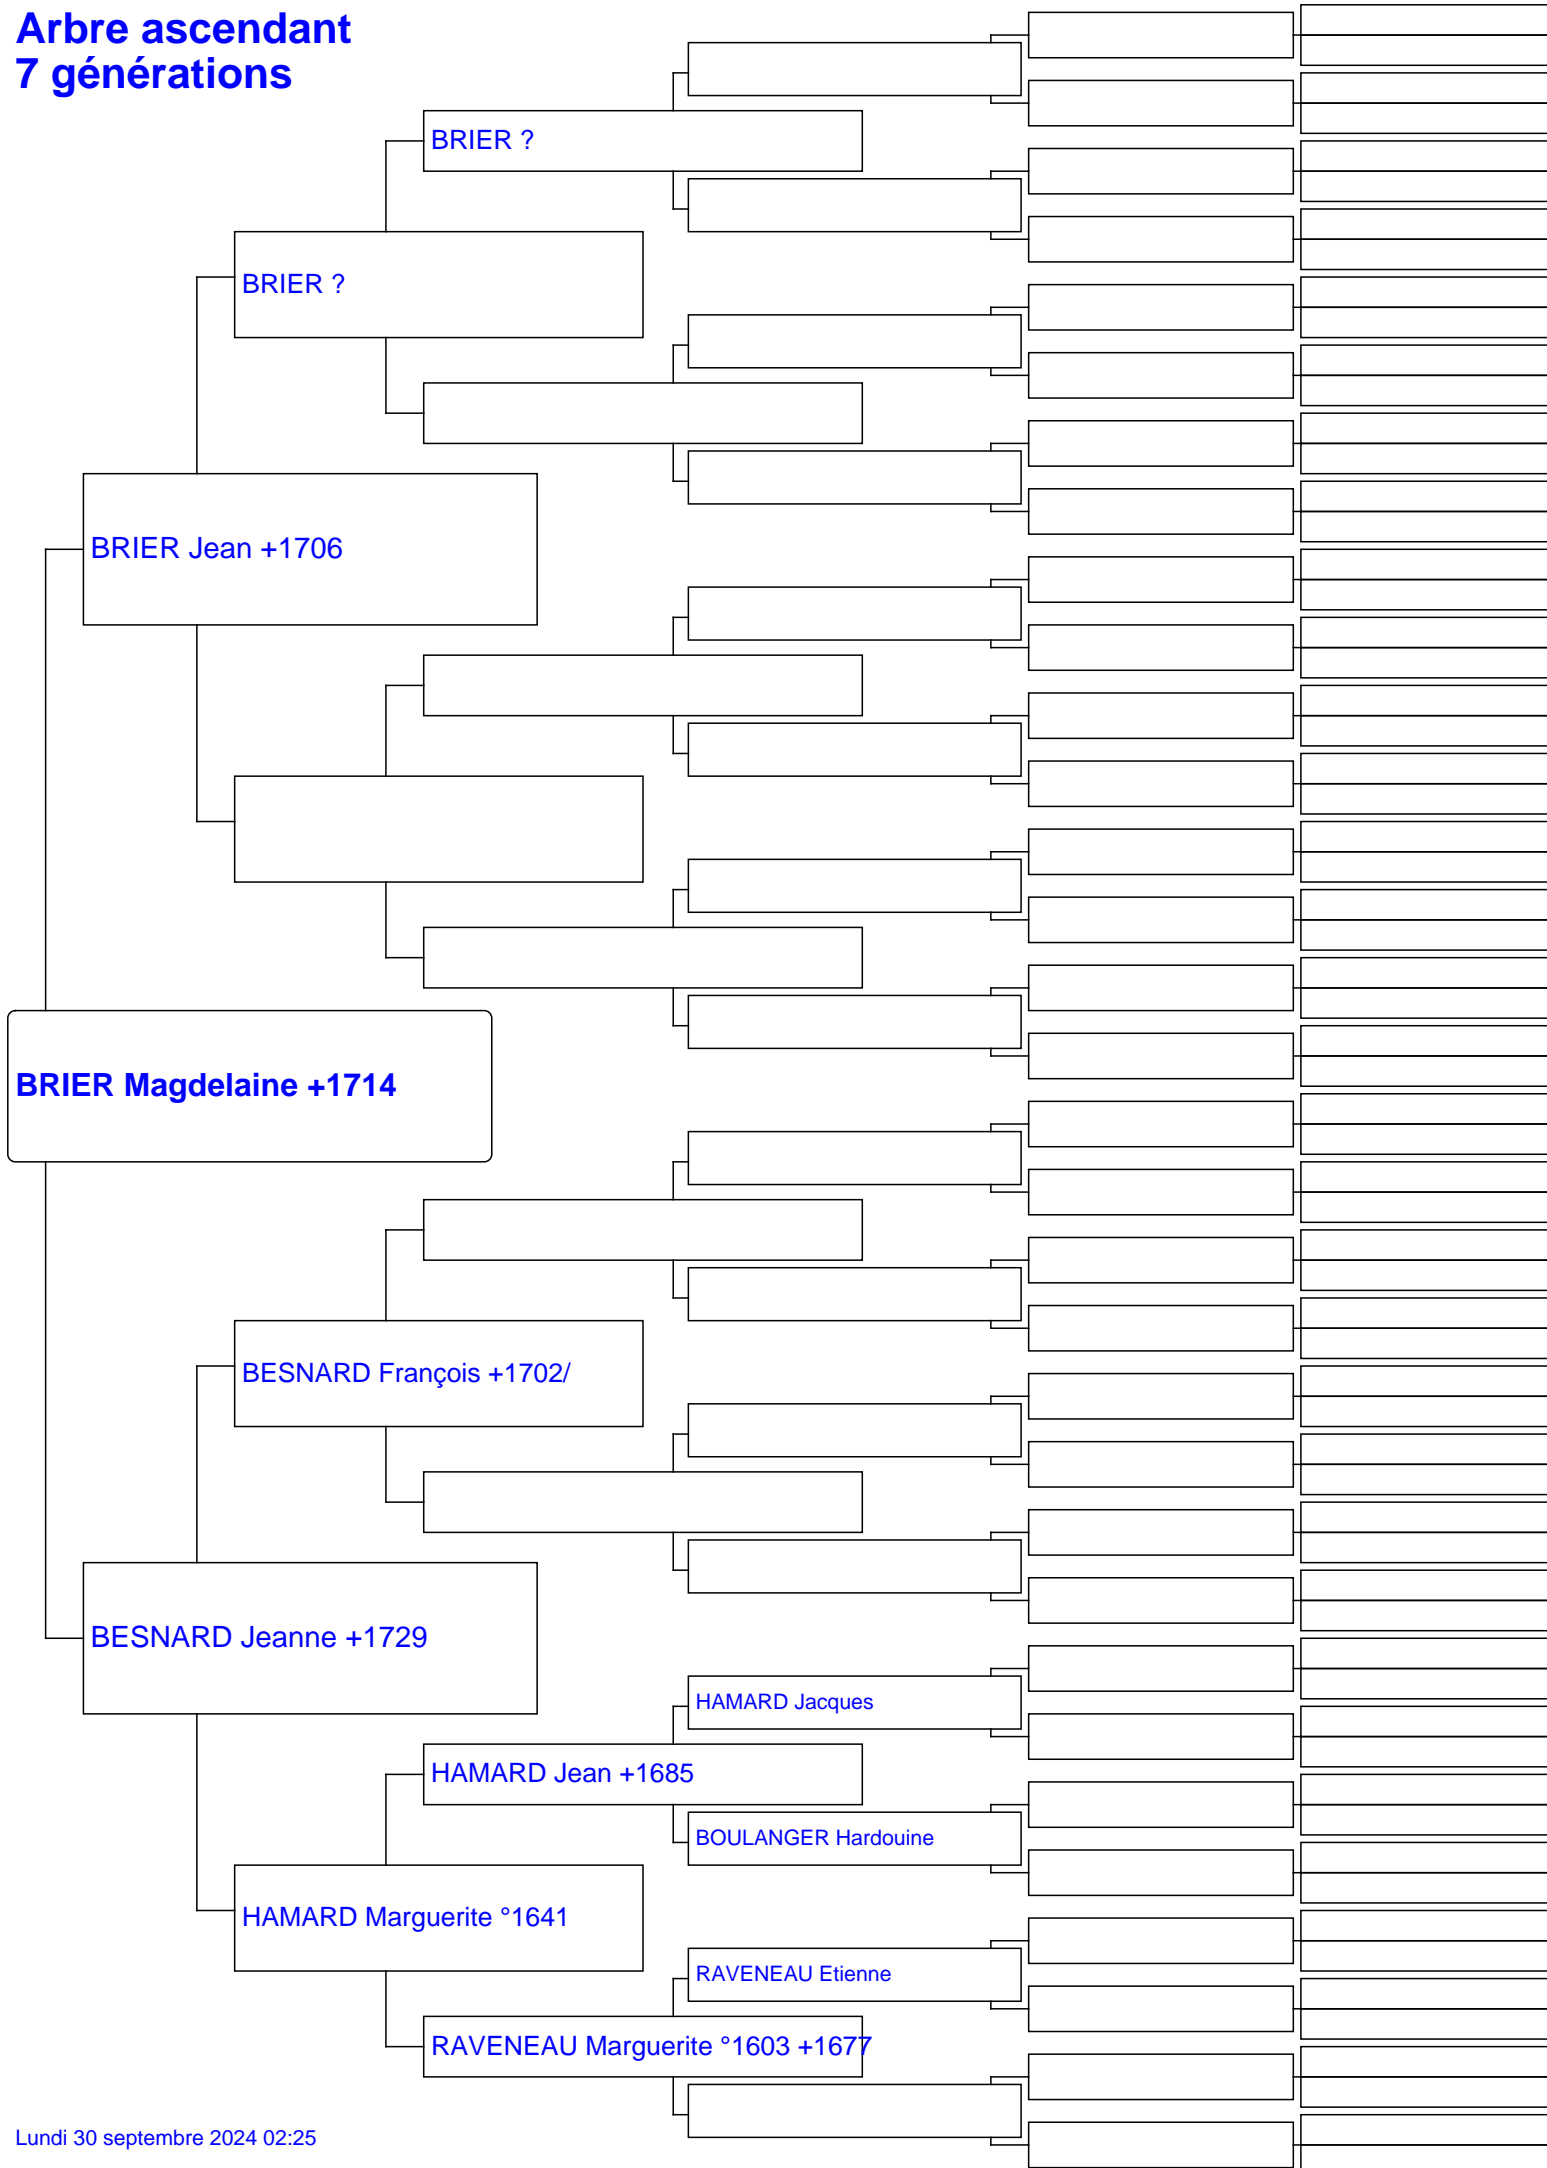 Arbre ascendant
7 générations
BRIER ?
BRIER ?
BRIER Jean +1706
BRIER Magdelaine +1714
BESNARD François +1702/
BESNARD Jeanne +1729
HAMARD Jacques
HAMARD Jean +1685
BOULANGER Hardouine
HAMARD Marguerite °1641
RAVENEAU Etienne
RAVENEAU Marguerite °1603 +1677
Lundi 30 septembre 2024 02:25